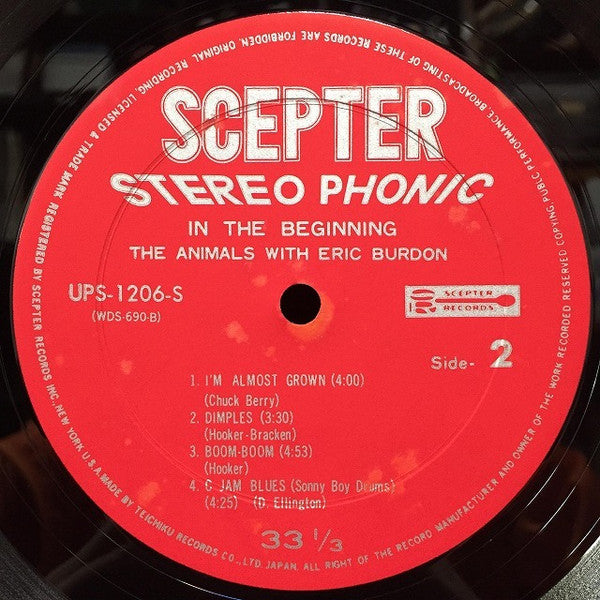 SCEPTER
STEREO PHONIC
IN THE BEGINNING
THE ANIMALS WITH ERIC BURDON
UPS-1206-S
(WDS-690-B)
SCEPTER
RECORDS
Side- 2
1. I'M ALMOST GROWN (4:00)
(Chuck Berry)
2. DIMPLES (3:30)
(Hooker-Bracken)
3. BOOM-BOOM (4:53)
(Hooker)
4. C JAM BLUES (Sonny Boy Drums)
(4:25) (D. Ellington)
33 1/3
LICENSED & TRADE MARK REGISTERED BY SCEPTER RECORDS INC., NEW YORK U.S.A. MADE BY TEICHIKU RECORDS CO., LTD. JAPAN. ALL RIGHT OF THE RECORD MANUFACTURER AND OWNER OF THE WORK RECORDED RESERVED COPYING PUBLIC PERFORMANCE, BROADCASTING OF THESE RECORDS ARE FORBIDDEN, ORIGINAL RECORDING.